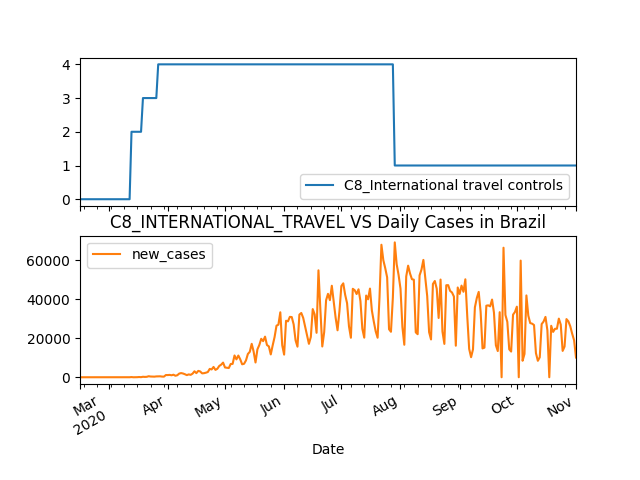 4
3
2
1
0
C8_International travel controls
C8_INTERNATIONAL_TRAVEL VS Daily Cases in Brazil
new_cases
60000
40000
20000
0
Mar
2020
Apr
May
Jun
Jul
Aug
Sep
Oct
Nov
Date